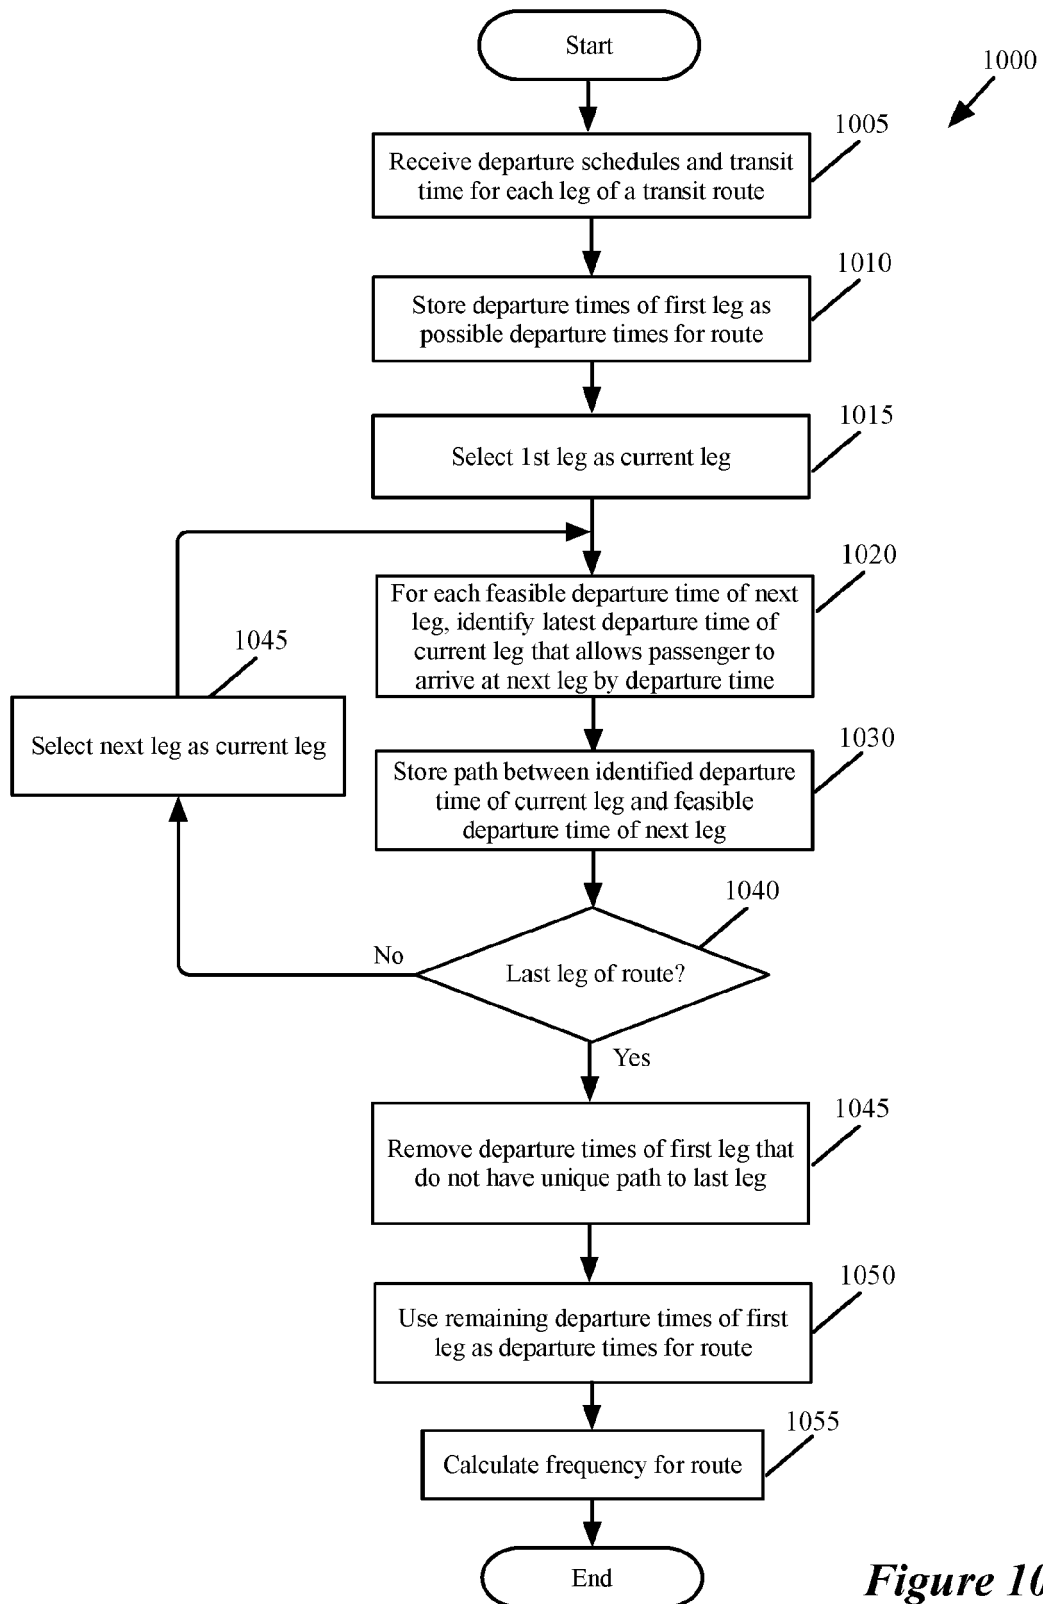 Start
1000
1005
Receive departure schedules and transit
time for each leg of a transit route
1010
Store departure times of first leg as
possible departure times for route
1015
Select 1st leg as current leg
1020
For each feasible departure time of next
leg, identify latest departure time of
current leg that allows passenger to
arrive at next leg by departure time
1045
Select next leg as current leg
1030
Store path between identified departure
time of current leg and feasible
departure time of next leg
1040
No
Last leg of route?
Yes
1045
Remove departure times of first leg that
do not have unique path to last leg
1050
Use remaining departure times of first
leg as departure times for route
1055
Calculate frequency for route
End
Figure 10